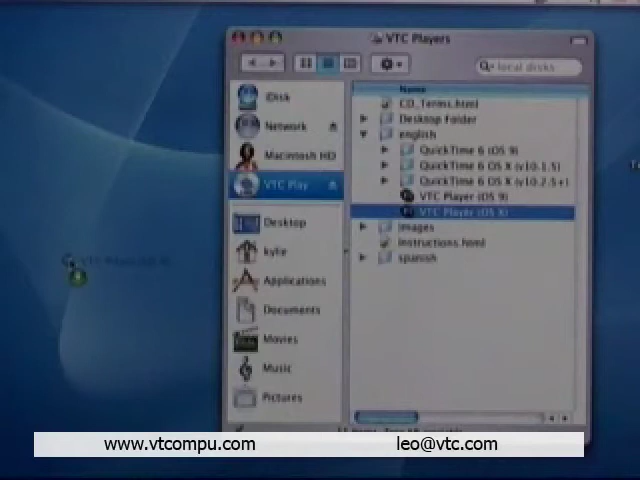 VTC Players
local disks
Name
iDisk
CD_Terms.html
Network
Desktop Folder
english
Macintosh HD
QuickTime 6 (OS 9)
QuickTime 6 OS X (v10.1.5)
VTC Play
QuickTime 6 OS X (v10.2.5+)
VTC Player (OS 9)
VTC Player (OS X)
Desktop
images
kylie
instructions.html
spanish
Applications
Documents
Movies
Music
Pictures
www.vtcompu.com
leo@vtc.com